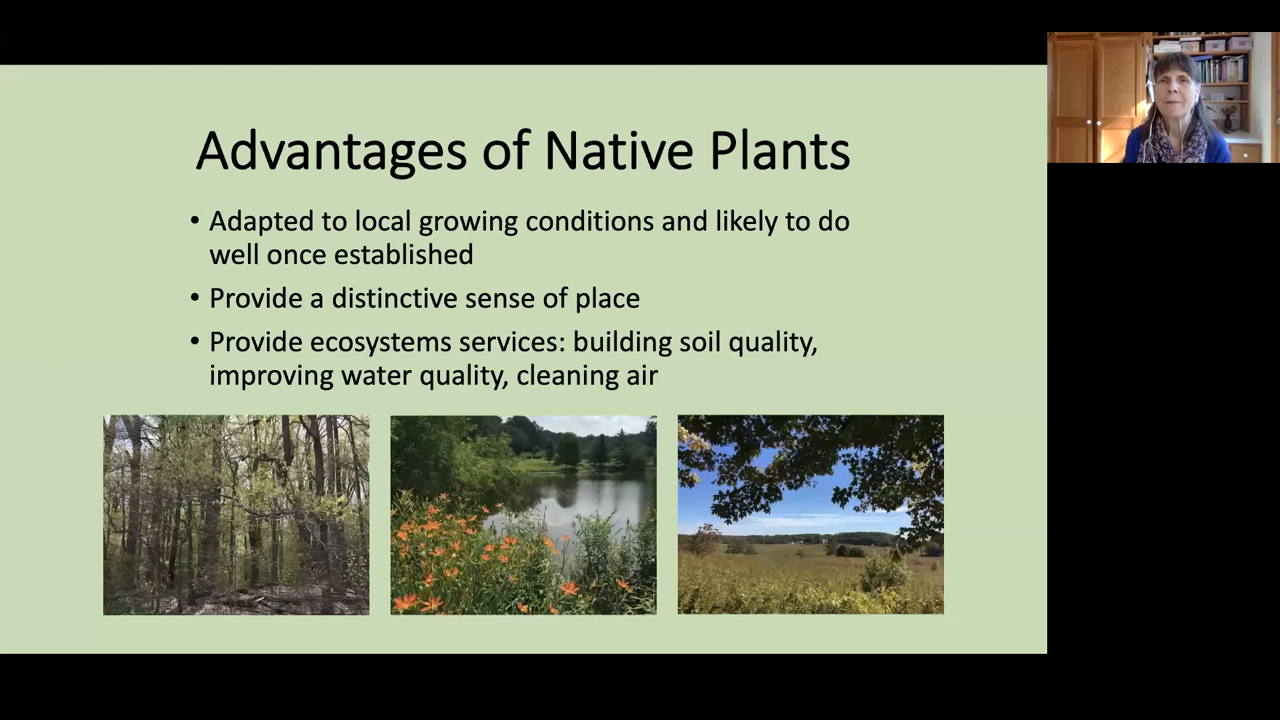 Advantages of Native Plants
• Adapted to local growing conditions and likely to do
well once established
• Provide a distinctive sense of place
• Provide ecosystems services: building soil quality,
improving water quality, cleaning air